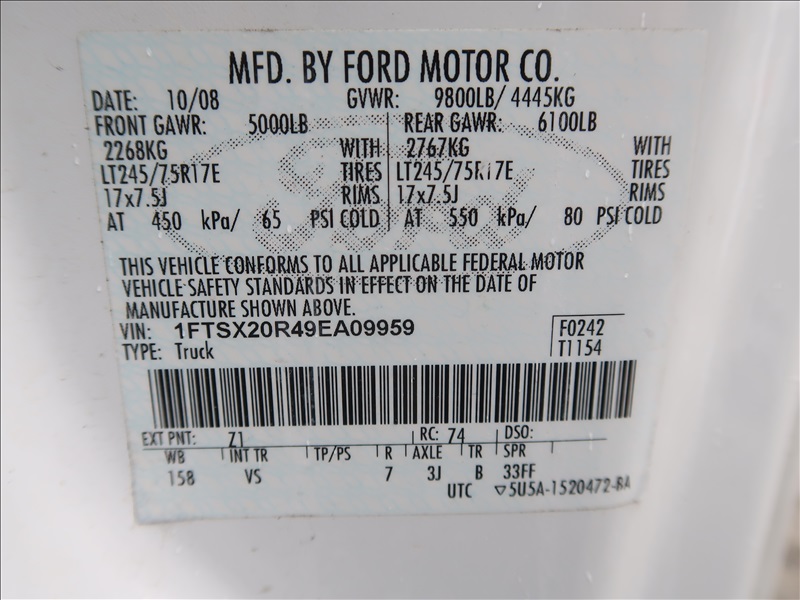 MFD. BY FORD MOTOR CO.
DATE: 10/08 GVWR: 9800LB/ 4445KG
FRONT GAWR: 5000LB REAR GAWR: 6100LB
2268KG WITH 2767KG WITH
LT245/75R17E TIRES LT245/75R17E TIRES
17x7.5J RIMS 17x7.5J RIMS
AT 450 kPa/ 65 PSI COLD AT 550 kPa/ 80 PSI COLD
THIS VEHICLE CONFORMS TO ALL APPLICABLE FEDERAL MOTOR
VEHICLE SAFETY STANDARDS IN EFFECT ON THE DATE OF
MANUFACTURE SHOWN ABOVE.
VIN: 1FTSX20R49EA09959 F0242
TYPE: Truck T1154
EXT PNT: Z1 RC: 74 DSO:
WB INT TR TP/PS R AXLE TR SPR
158 VS 7 3J B 33FF
UTC ▽5U5A-1520472-BA